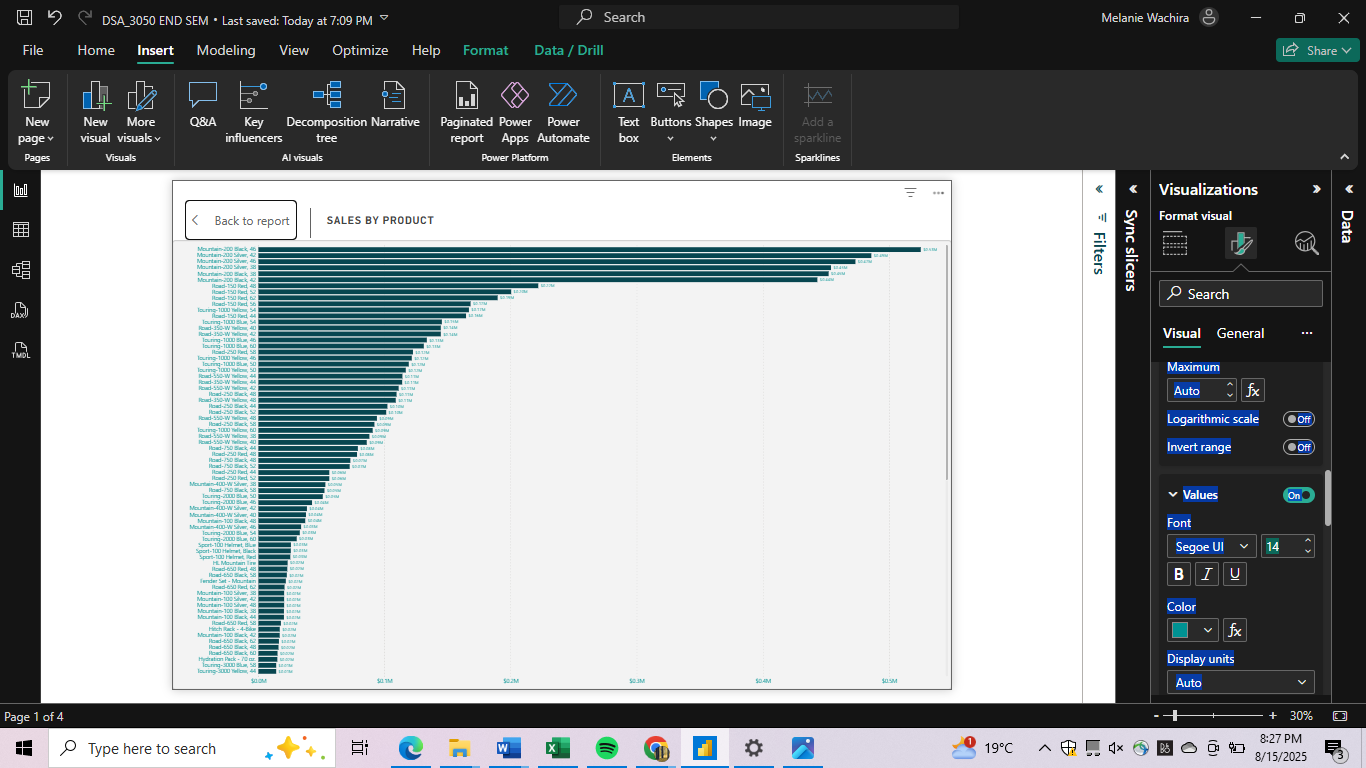 DSA_3050 END SEM • Last saved: Today at 7:09 PM
Search
Melanie Wachira
File
Home
Insert
Modeling
View
Optimize
Help
Format
Data / Drill
Share
New page
New visual
More visuals
Q&A
Key influencers
Decomposition tree
Narrative
Paginated report
Power Apps
Power Automate
Text box
Buttons
Shapes
Image
Add a sparkline
Pages
Visuals
AI visuals
Power Platform
Elements
Sparklines
Back to report
SALES BY PRODUCT
Mountain-200 Black, 46
Mountain-200 Silver, 42
Mountain-200 Silver, 46
Mountain-200 Silver, 38
Mountain-200 Black, 38
Mountain-200 Black, 42
Road-150 Red, 48
Road-150 Red, 52
Road-150 Red, 62
Road-150 Red, 56
Touring-1000 Yellow, 54
Road-150 Red, 44
Touring-1000 Blue, 54
Road-350-W Yellow, 40
Road-350-W Yellow, 42
Touring-1000 Blue, 46
Touring-1000 Blue, 60
Road-250 Red, 58
Touring-1000 Yellow, 46
Touring-1000 Blue, 50
Touring-1000 Yellow, 50
Road-550-W Yellow, 44
Road-350-W Yellow, 44
Road-550-W Yellow, 42
Road-250 Black, 48
Road-350-W Yellow, 48
Road-250 Black, 44
Road-250 Black, 52
Road-550-W Yellow, 48
Road-250 Black, 58
Touring-1000 Yellow, 60
Road-550-W Yellow, 38
Road-550-W Yellow, 40
Road-750 Black, 44
Road-250 Red, 48
Road-750 Black, 48
Road-750 Black, 52
Road-250 Red, 44
Road-250 Red, 52
Mountain-400-W Silver, 38
Road-750 Black, 58
Touring-2000 Blue, 50
Touring-2000 Blue, 46
Mountain-400-W Silver, 42
Mountain-400-W Silver, 40
Mountain-100 Black, 48
Mountain-400-W Silver, 46
Touring-2000 Blue, 54
Touring-2000 Blue, 60
Sport-100 Helmet, Blue
Sport-100 Helmet, Black
Sport-100 Helmet, Red
HL Mountain Tire
Road-650 Red, 48
Road-650 Black, 58
Fender Set - Mountain
Road-650 Red, 62
Mountain-100 Silver, 38
Mountain-100 Silver, 42
Mountain-100 Silver, 48
Mountain-100 Black, 38
Mountain-100 Black, 44
Road-650 Red, 58
Hitch Rack - 4-Bike
Mountain-100 Black, 42
Road-650 Black, 62
Road-650 Black, 48
Road-650 Black, 60
Hydration Pack - 70 oz.
Touring-3000 Blue, 58
Touring-3000 Yellow, 44
$0.0M
$0.1M
$0.2M
$0.3M
$0.4M
$0.5M
Filters
Sync slicers
Visualizations
Format visual
Search
Visual
General
Maximum
Auto
Logarithmic scale
Off
Invert range
Off
Values
On
Font
Segoe UI
14
B
I
U
Color
Display units
Auto
Data
Page 1 of 4
30%
Type here to search
19°C
8:27 PM
8/15/2025
3